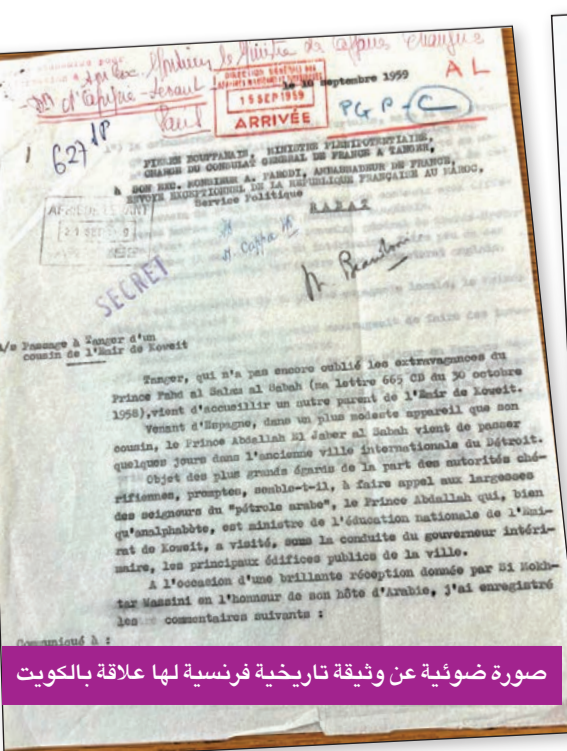 Monsieur le Ministre des Affaires Etrangères
DIRECTION GÉNÉRALE DES
15 SEP 1959
ARRIVÉE
le 10 septembre 1959
A L
PGP - C
627
PIERRE BOUFFANAIS, MINISTRE PLENIPOTENTIAIRE,
CHARGE DU CONSULAT GENERAL DE FRANCE A TANGER,
A SON EXC. MONSIEUR A. PARODI, AMBASSADEUR DE FRANCE,
ENVOYE EXCEPTIONNEL DE LA REPUBLIQUE FRANÇAISE AU MAROC,
Service Politique
RABAT
SECRET
a/s Passage à Tanger d'un
cousin de l'Emir de Koweit
Tanger, qui n'a pas encore oublié les extravagances du
Prince Fahd al Salem al Sabah (ma lettre 665 CB du 30 octobre
1958), vient d'accueillir un autre parent de l'Emir de Koweit.
Venant d'Espagne, dans un plus modeste appareil que son
cousin, le Prince Abdallah El Jaber al Sabah vient de passer
quelques jours dans l'ancienne ville internationale du Détroit.
Objet des plus grands égards de la part des autorités ché-
rifiennes, promptes, semble-t-il, à faire appel aux largesses
des seigneurs du "pétrole arabe", le Prince Abdallah qui, bien
qu'analphabète, est ministre de l'éducation nationale de l'Emi-
rat de Koweit, a visité, sous la conduite du gouverneur intéri-
maire, les principaux édifices publics de la ville.
A l'occasion d'une brillante réception donnée par Si Mokh-
tar Wassini en l'honneur de son hôte d'Arabie, j'ai enregistré
les commentaires suivants :
Communiqué à :
صورة ضوئية عن وثيقة تاريخية فرنسية لها علاقة بالكويت